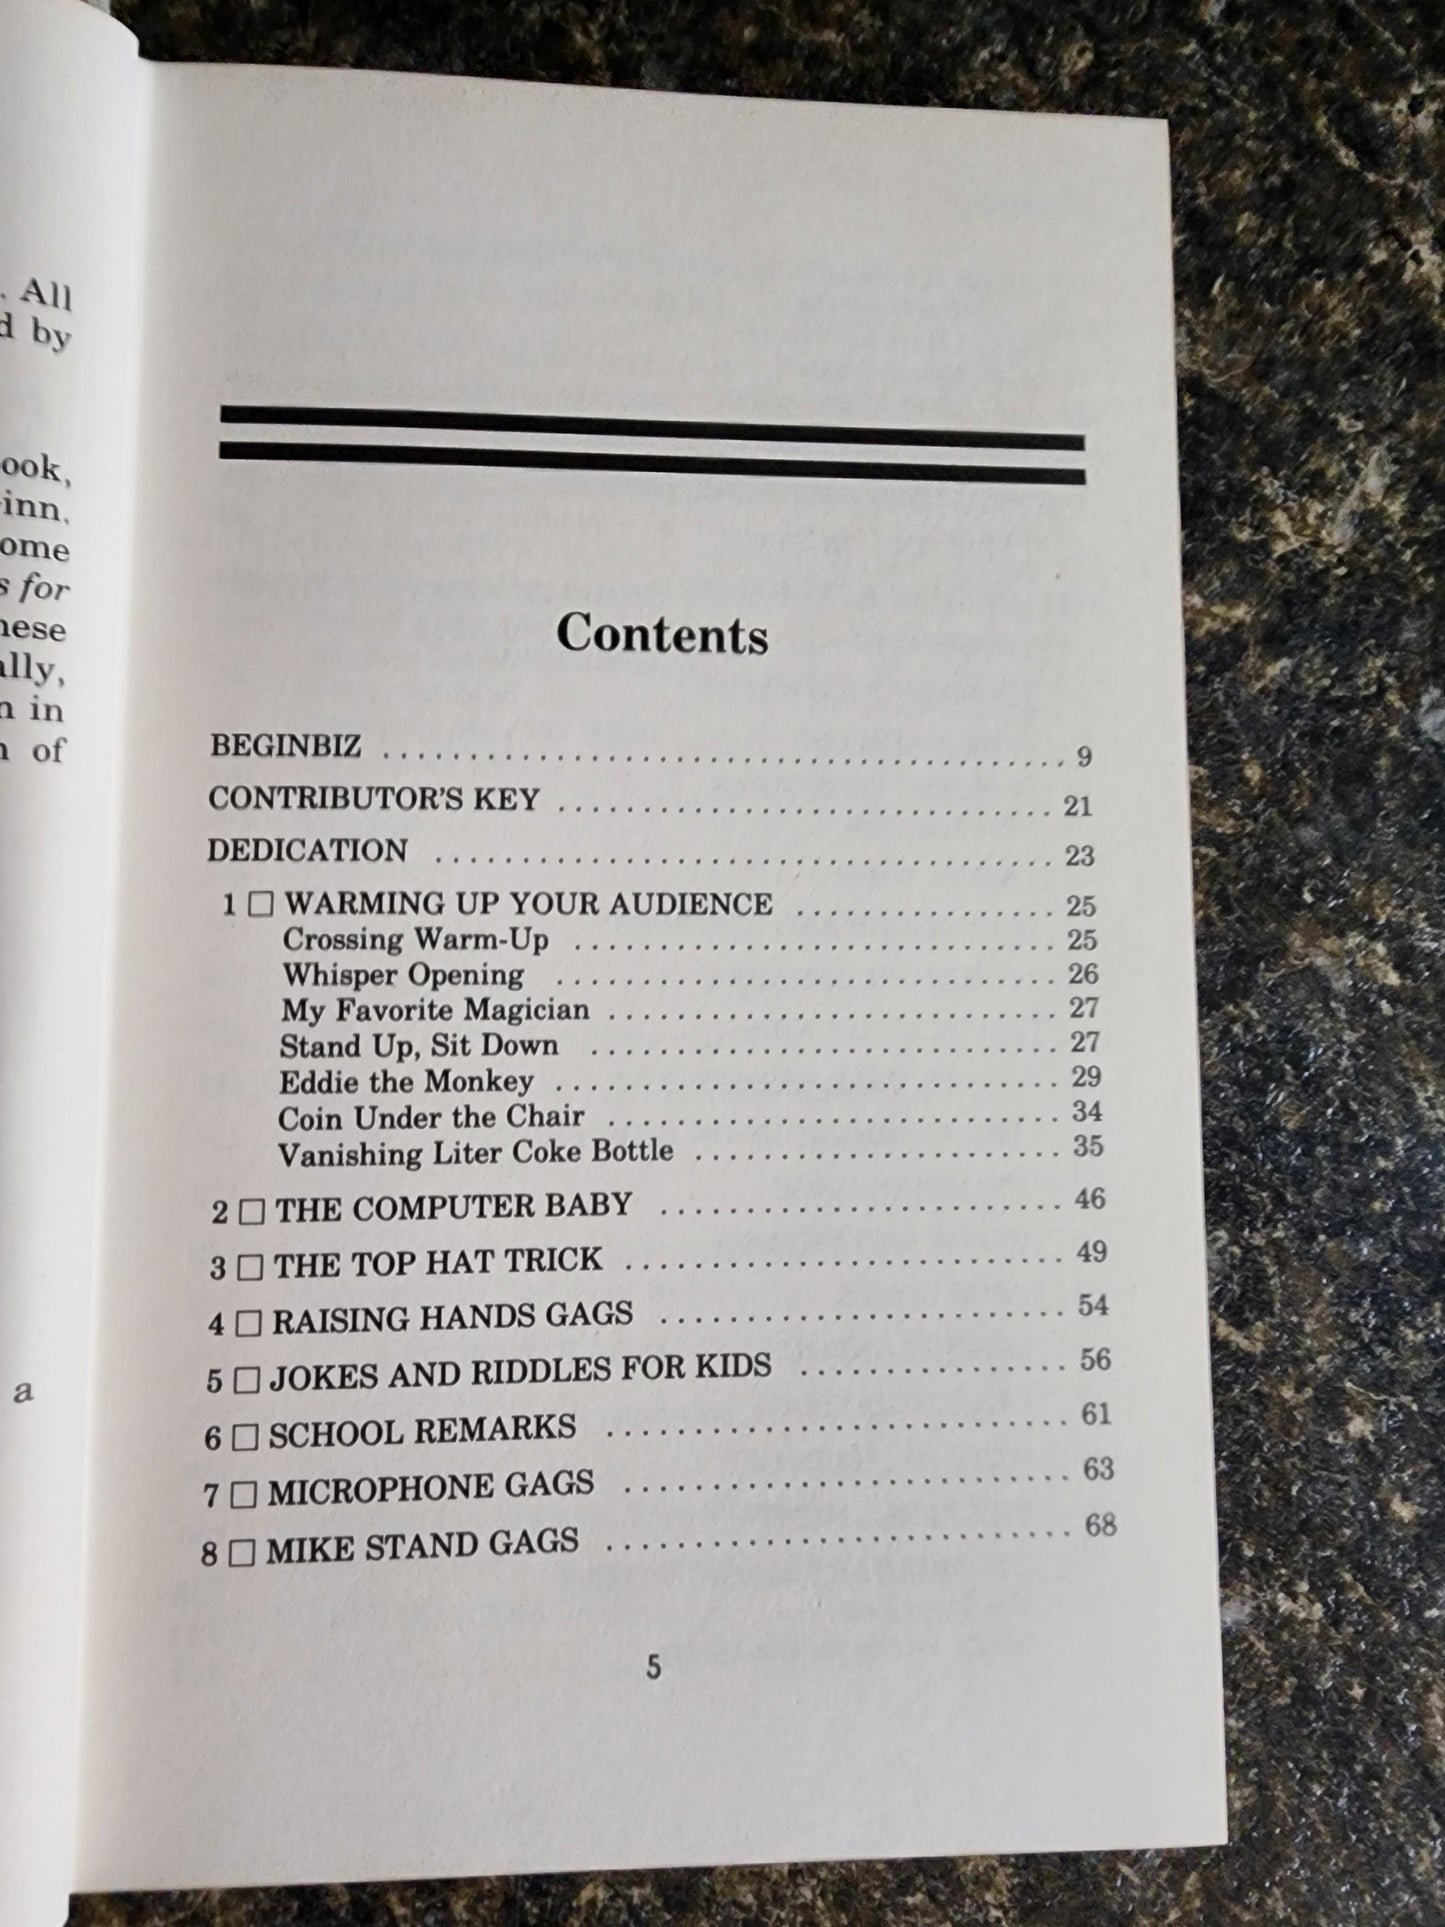 . All
d by
ook,
inn.
ome
s for
hese
ally,
n in
n of
a
Contents
BEGINBIZ ........................................ 9
CONTRIBUTOR'S KEY ............................. 21
DEDICATION ..................................... 23
1 □ WARMING UP YOUR AUDIENCE ................ 25
Crossing Warm-Up ............................. 25
Whisper Opening .............................. 26
My Favorite Magician .......................... 27
Stand Up, Sit Down ............................ 27
Eddie the Monkey .............................. 29
Coin Under the Chair ........................... 34
Vanishing Liter Coke Bottle ...................... 35
2 □ THE COMPUTER BABY ........................ 46
3 □ THE TOP HAT TRICK .......................... 49
4 □ RAISING HANDS GAGS ........................ 54
5 □ JOKES AND RIDDLES FOR KIDS ................ 56
6 □ SCHOOL REMARKS ........................... 61
7 □ MICROPHONE GAGS .......................... 63
8 □ MIKE STAND GAGS ........................... 68
5